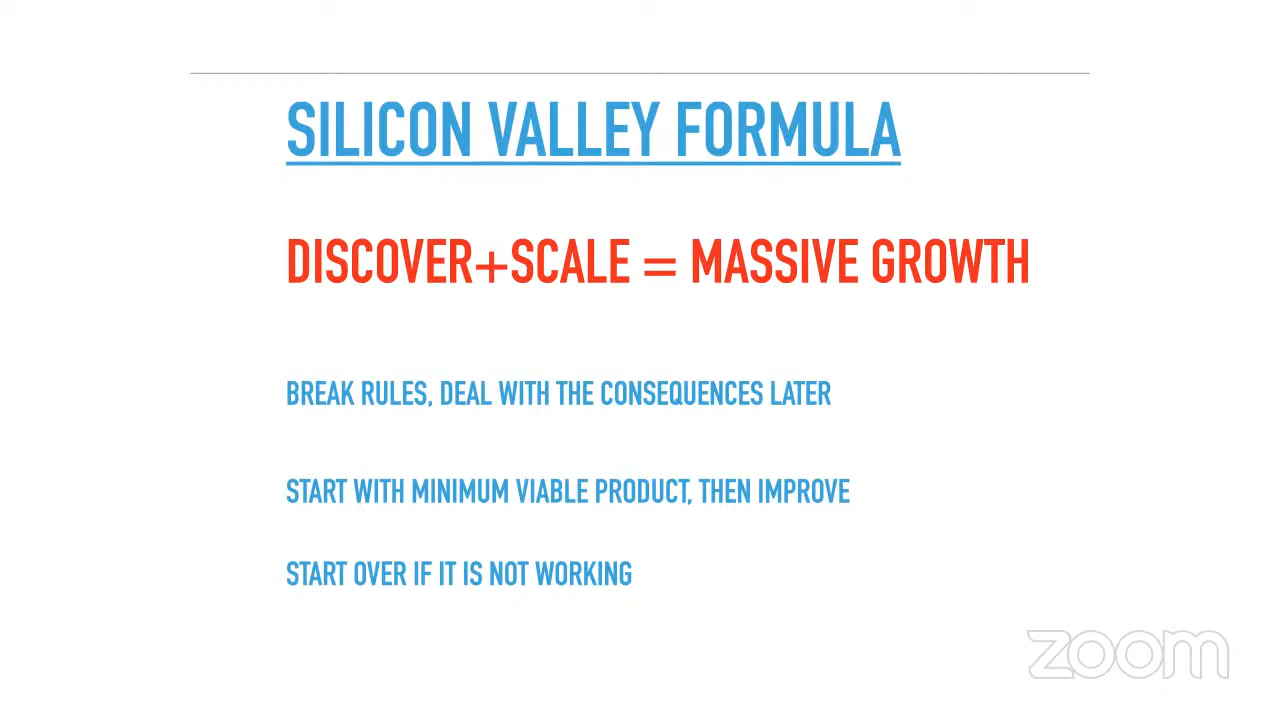 SILICON VALLEY FORMULA
DISCOVER+SCALE = MASSIVE GROWTH
BREAK RULES, DEAL WITH THE CONSEQUENCES LATER
START WITH MINIMUM VIABLE PRODUCT, THEN IMPROVE
START OVER IF IT IS NOT WORKING
zoom